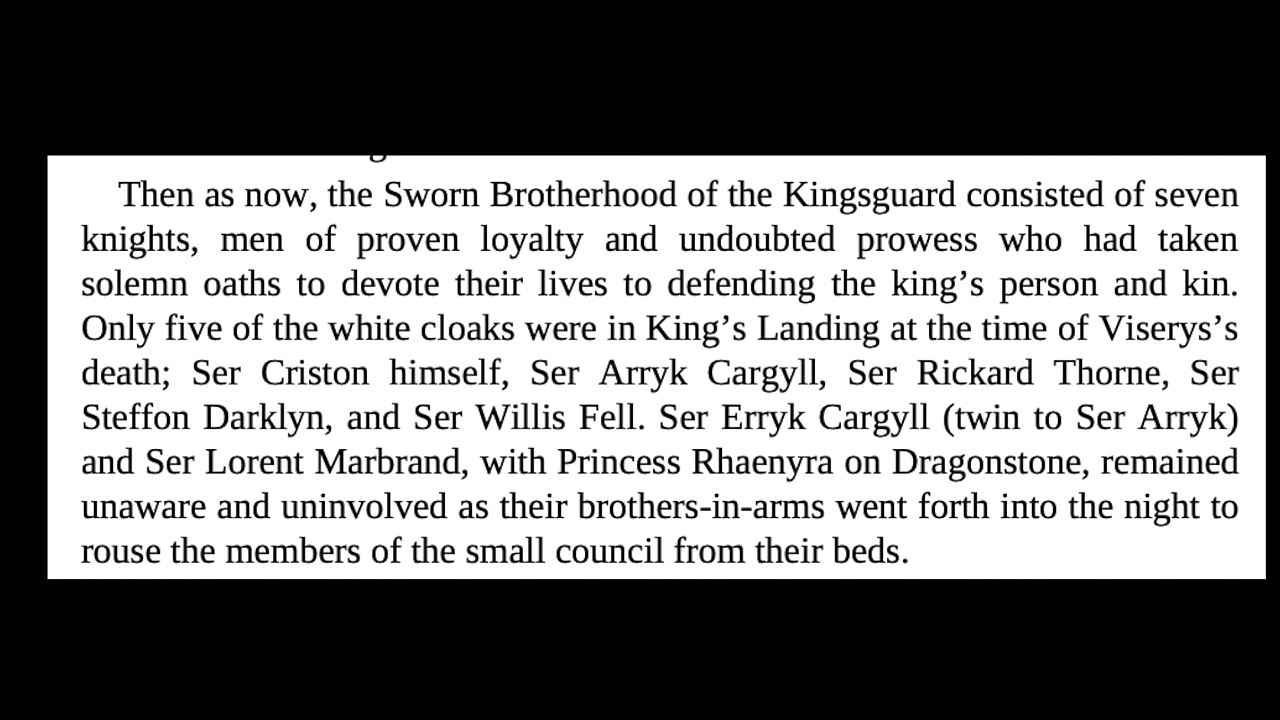 Then as now, the Sworn Brotherhood of the Kingsguard consisted of seven
knights, men of proven loyalty and undoubted prowess who had taken
solemn oaths to devote their lives to defending the king’s person and kin.
Only five of the white cloaks were in King’s Landing at the time of Viserys’s
death; Ser Criston himself, Ser Arryk Cargyll, Ser Rickard Thorne, Ser
Steffon Darklyn, and Ser Willis Fell. Ser Erryk Cargyll (twin to Ser Arryk)
and Ser Lorent Marbrand, with Princess Rhaenyra on Dragonstone, remained
unaware and uninvolved as their brothers-in-arms went forth into the night to
rouse the members of the small council from their beds.